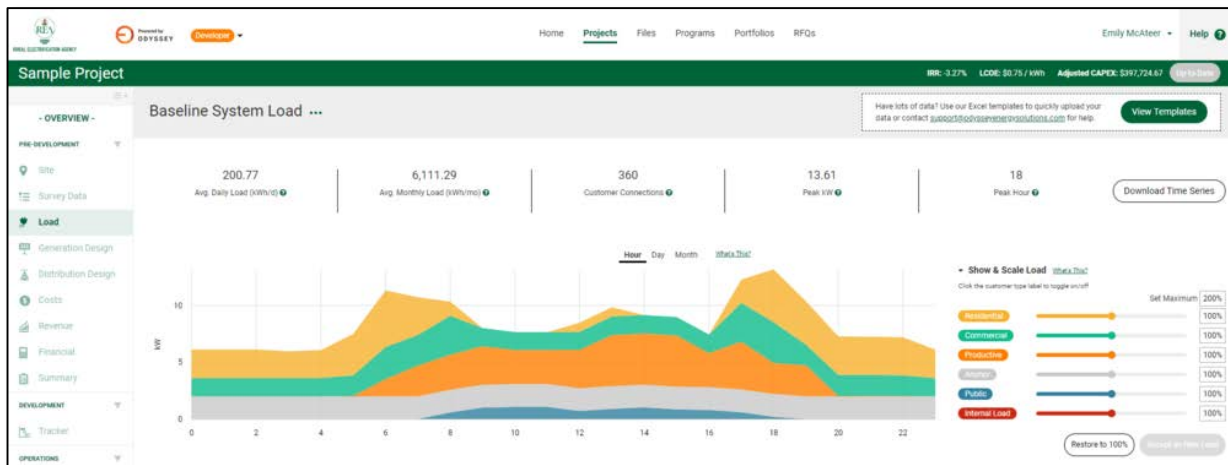 REA
RURAL ELECTRIFICATION AGENCY
Powered by
ODYSSEY
Developer
Home Projects Files Programs Portfolios RFQs
Emily McAteer Help
Sample Project
IRR: -3.27% LCOE: $0.75 / kWh Adjusted CAPEX: $397,724.67 Up to Date
- OVERVIEW -
PRE-DEVELOPMENT
Site
Survey Data
Load
Generation Design
Distribution Design
Costs
Revenue
Financial
Summary
DEVELOPMENT
Tracker
OPERATIONS
Baseline System Load ...
Have lots of data? Use our Excel templates to quickly upload your
data or contact support@odysseyenergysolutions.com for help.
View Templates
200.77 6,111.29 360 13.61 18
Avg. Daily Load (kWh/d) Avg. Monthly Load (kWh/mo) Customer Connections Peak kW Peak Hour
Download Time Series
Hour Day Month What's This?
kW
10
5
0
0 2 4 6 8 10 12 14 16 18 20 22
Show & Scale Load What's This?
Click the customer type label to toggle on/off
Set Maximum 200%
Residential 100%
Commercial 100%
Productive 100%
Anchor 100%
Public 100%
Internal Load 100%
Restore to 100%